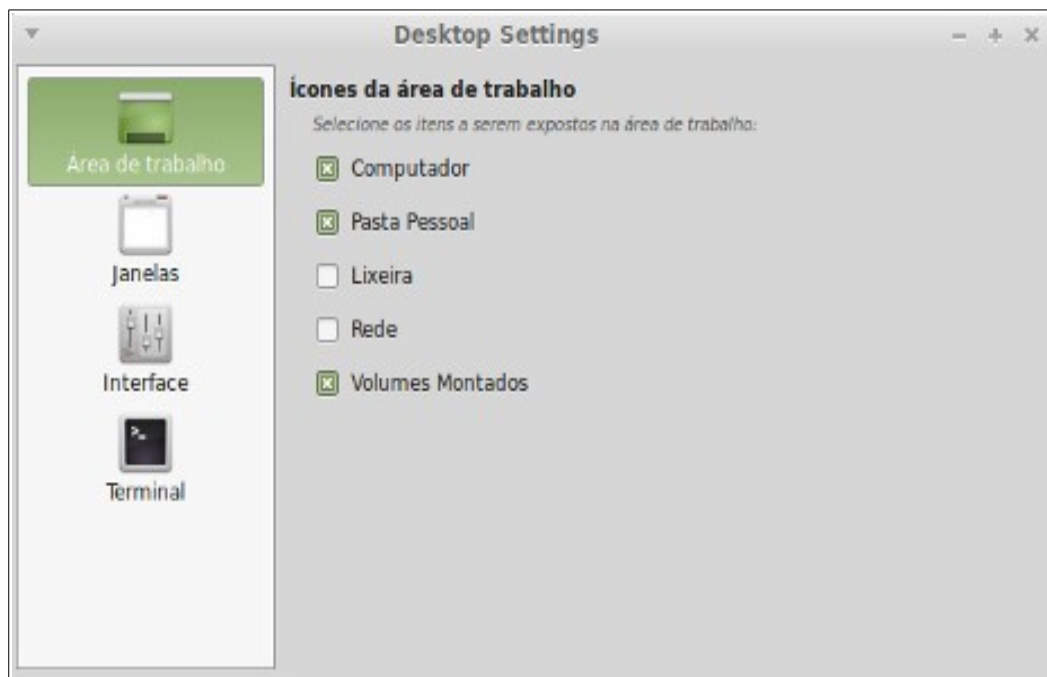 Desktop Settings
Área de trabalho
Janelas
Interface
Terminal
Ícones da área de trabalho
Selecione os itens a serem expostos na área de trabalho:
Computador
Pasta Pessoal
Lixeira
Rede
Volumes Montados